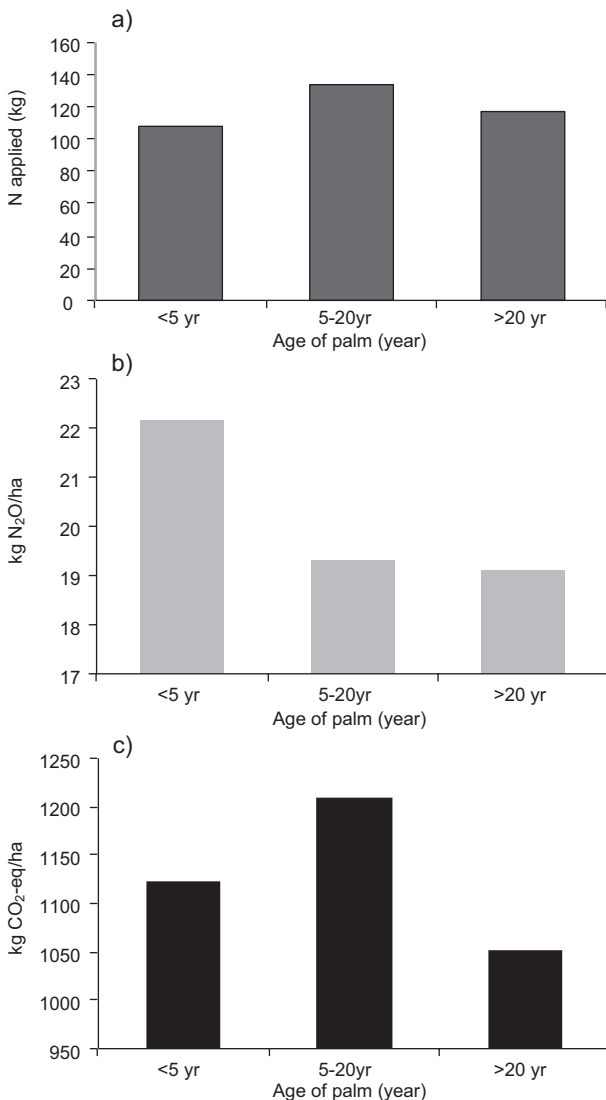 a)
160
140
120
100
80
60
40
20
0
N applied (kg)
<5 yr 5-20yr >20 yr
Age of palm (year)
b)
23
22
21
20
19
18
17
kg N₂O/ha
<5 yr 5-20yr >20 yr
Age of palm (year)
c)
1250
1200
1150
1100
1050
1000
950
kg CO₂-eq/ha
<5 yr 5-20yr >20 yr
Age of palm (year)